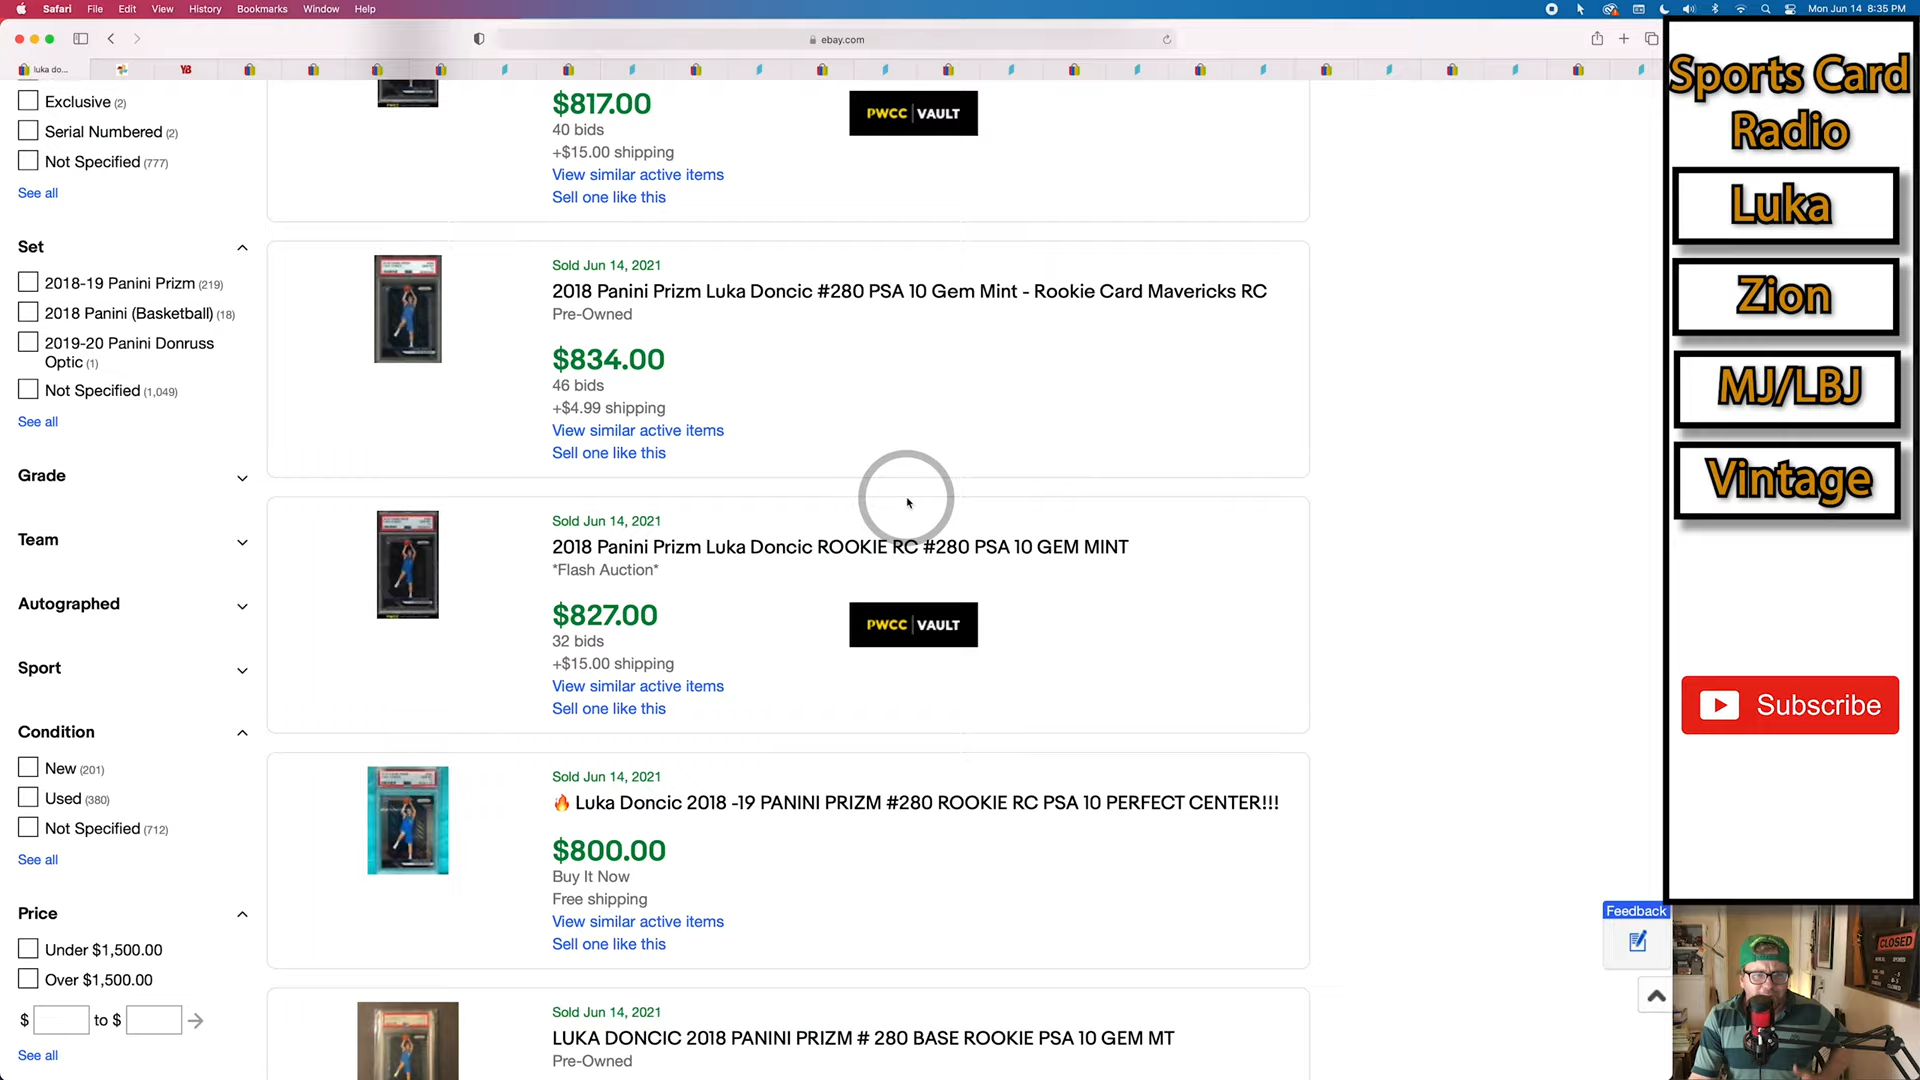 Safari File Edit View History Bookmarks Window Help
Mon Jun 14 8:35 PM
ebay.com
luka do...
YB
Exclusive (2)
Serial Numbered (2)
Not Specified (777)
See all
Set
2018-19 Panini Prizm (219)
2018 Panini (Basketball) (18)
2019-20 Panini Donruss
Optic (1)
Not Specified (1,049)
See all
Grade
Team
Autographed
Sport
Condition
New (201)
Used (380)
Not Specified (712)
See all
Price
Under $1,500.00
Over $1,500.00
$ to $
See all
$817.00
40 bids
+$15.00 shipping
View similar active items
Sell one like this
PWCC VAULT
Sold Jun 14, 2021
2018 Panini Prizm Luka Doncic #280 PSA 10 Gem Mint - Rookie Card Mavericks RC
Pre-Owned
$834.00
46 bids
+$4.99 shipping
View similar active items
Sell one like this
Sold Jun 14, 2021
2018 Panini Prizm Luka Doncic ROOKIE RC #280 PSA 10 GEM MINT
*Flash Auction*
$827.00
32 bids
+$15.00 shipping
View similar active items
Sell one like this
PWCC VAULT
Sold Jun 14, 2021
🔥 Luka Doncic 2018 -19 PANINI PRIZM #280 ROOKIE RC PSA 10 PERFECT CENTER!!!
$800.00
Buy It Now
Free shipping
View similar active items
Sell one like this
Sold Jun 14, 2021
LUKA DONCIC 2018 PANINI PRIZM # 280 BASE ROOKIE PSA 10 GEM MT
Pre-Owned
Sports Card
Radio
Luka
Zion
MJ/LBJ
Vintage
Subscribe
Feedback
CLOSED